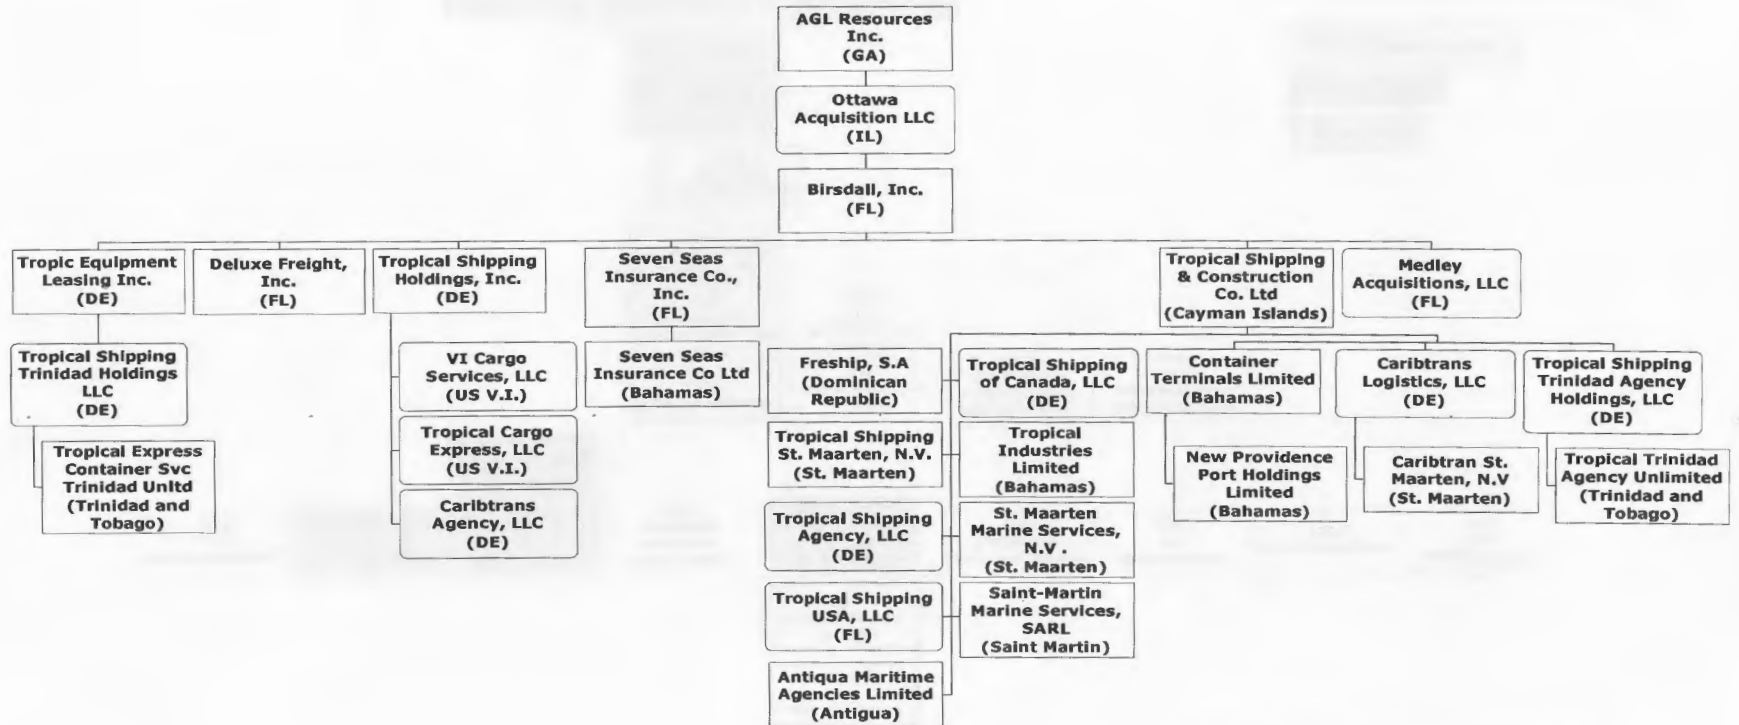 AGL Resources
Inc.
(GA)
Ottawa
Acquisition LLC
(IL)
Birsdall, Inc.
(FL)
Tropic Equipment
Leasing Inc.
(DE)
Deluxe Freight,
Inc.
(FL)
Tropical Shipping
Holdings, Inc.
(DE)
Seven Seas
Insurance Co.,
Inc.
(FL)
Tropical Shipping
& Construction
Co. Ltd
(Cayman Islands)
Medley
Acquisitions, LLC
(FL)
Tropical Shipping
Trinidad Holdings
LLC
(DE)
Tropical Express
Container Svc
Trinidad Unltd
(Trinidad and
Tobago)
VI Cargo
Services, LLC
(US V.I.)
Tropical Cargo
Express, LLC
(US V.I.)
Caribtrans
Agency, LLC
(DE)
Seven Seas
Insurance Co Ltd
(Bahamas)
Freship, S.A
(Dominican
Republic)
Tropical Shipping
of Canada, LLC
(DE)
Tropical Shipping
St. Maarten, N.V.
(St. Maarten)
Tropical
Industries
Limited
(Bahamas)
Tropical Shipping
Agency, LLC
(DE)
St. Maarten
Marine Services,
N.V .
(St. Maarten)
Tropical Shipping
USA, LLC
(FL)
Saint-Martin
Marine Services,
SARL
(Saint Martin)
Antiqua Maritime
Agencies Limited
(Antigua)
Container
Terminals Limited
(Bahamas)
New Providence
Port Holdings
Limited
(Bahamas)
Caribtrans
Logistics, LLC
(DE)
Caribtran St.
Maarten, N.V
(St. Maarten)
Tropical Shipping
Trinidad Agency
Holdings, LLC
(DE)
Tropical Trinidad
Agency Unlimited
(Trinidad and
Tobago)